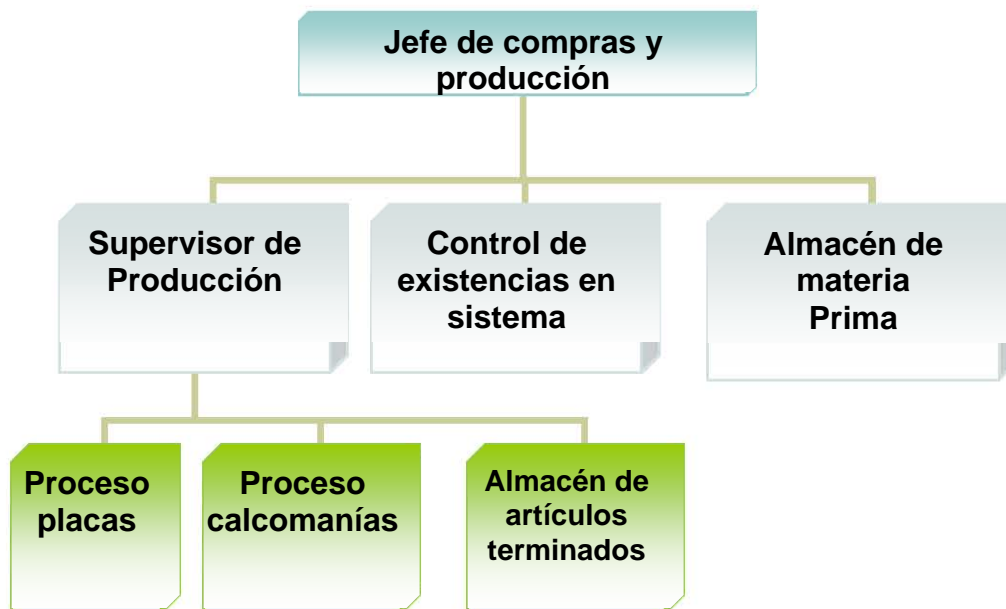 Jefe de compras y
producción
Supervisor de
Producción
Control de
existencias en
sistema
Almacén de
materia
Prima
Proceso
placas
Proceso
calcomanías
Almacén de
artículos
terminados